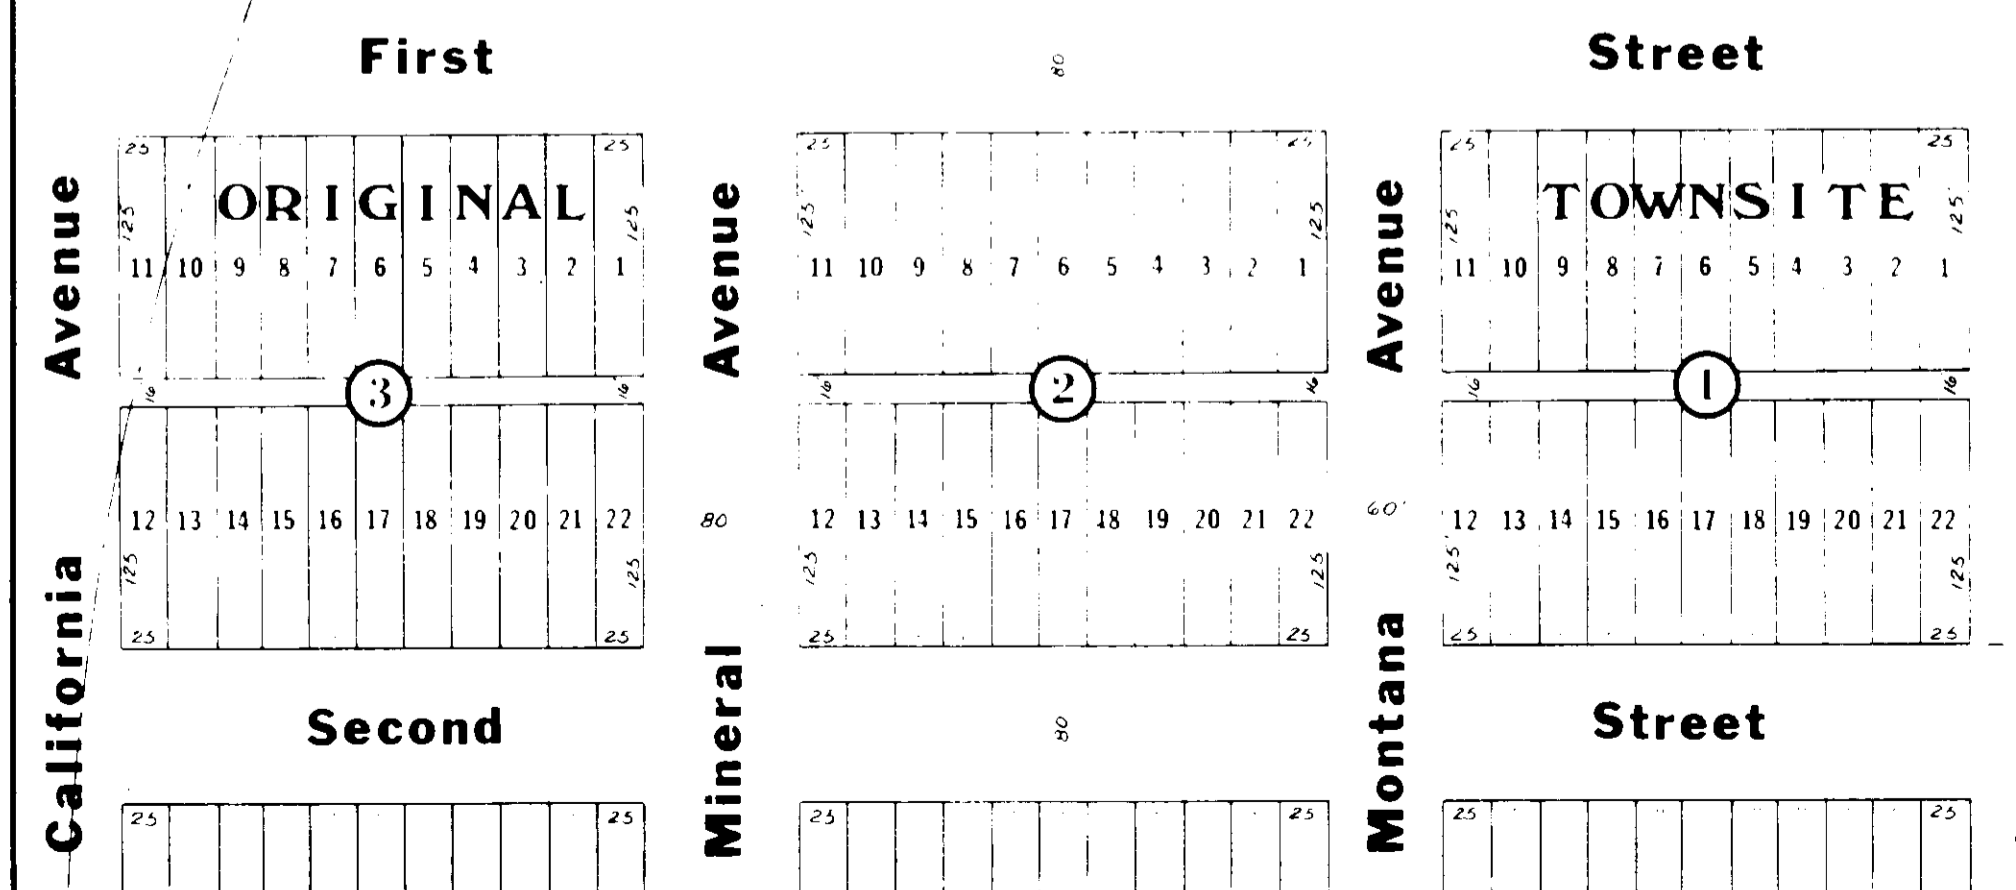 First 80 Street
25 25 25 25 25 25
ORIGINAL TOWNSITE
125 125 125 125 125 125'
11 10 9 8 7 6 5 4 3 2 1
11 10 9 8 7 6 5 4 3 2 1
11 10 9 8 7 6 5 4 3 2 1
California Avenue
Mineral Avenue
Montana Avenue
16 3 16 16 2 16 16 1 16
12 13 14 15 16 17 18 19 20 21 22
80
12 13 14 15 16 17 18 19 20 21 22
60'
12 13 14 15 16 17 18 19 20 21 22
125 125 125 125 125' 125
25 25 25 25 25 25
Second 80 Street
25 25 25 25 25 25